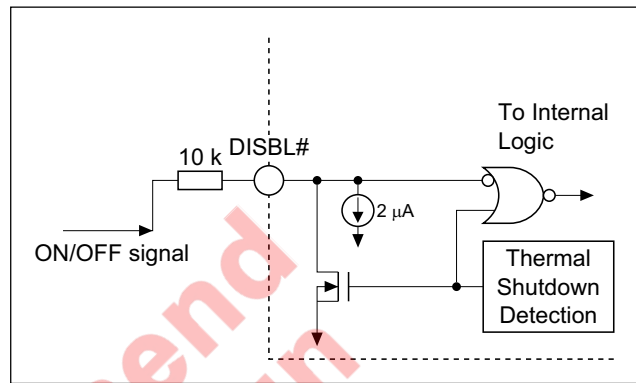 To Internal
Logic
DISBL#
10 k
2 μA
ON/OFF signal
Thermal
Shutdown
Detection